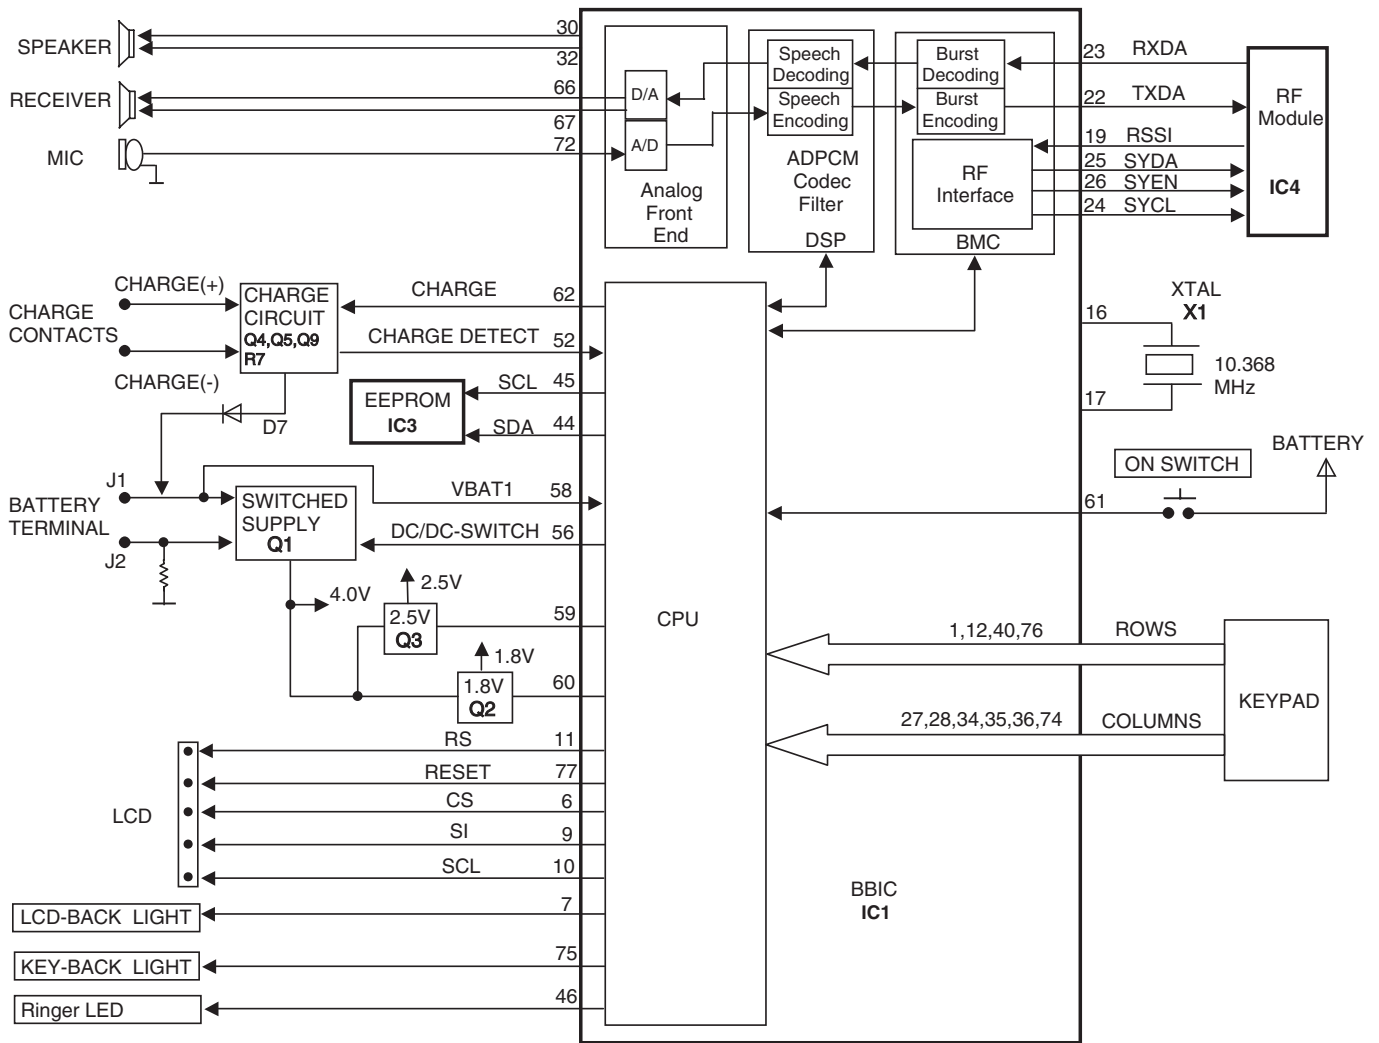 SPEAKER
30
32
RECEIVER
66
67
MIC
72
D/A
A/D
Analog
Front
End
Speech
Decoding
Speech
Encoding
ADPCM
Codec
Filter
DSP
Burst
Decoding
Burst
Encoding
RF
Interface
BMC
23 RXDA
22 TXDA
19 RSSI
25 SYDA
26 SYEN
24 SYCL
RF
Module
IC4
CHARGE(+)
CHARGE
CONTACTS
CHARGE(-)
CHARGE
CIRCUIT
Q4,Q5,Q9
R7
CHARGE 62
CHARGE DETECT 52
D7
EEPROM
IC3
SCL 45
SDA 44
16
17
XTAL
X1
10.368
MHz
BATTERY
ON SWITCH
61
J1
BATTERY
TERMINAL
J2
SWITCHED
SUPPLY
Q1
VBAT1 58
DC/DC-SWITCH 56
4.0V
2.5V
2.5V
Q3
59
1.8V
1.8V
Q2
60
CPU
1,12,40,76 ROWS
27,28,34,35,36,74 COLUMNS
KEYPAD
LCD
RS 11
RESET 77
CS 6
SI 9
SCL 10
LCD-BACK LIGHT 7
KEY-BACK LIGHT 75
Ringer LED 46
BBIC
IC1